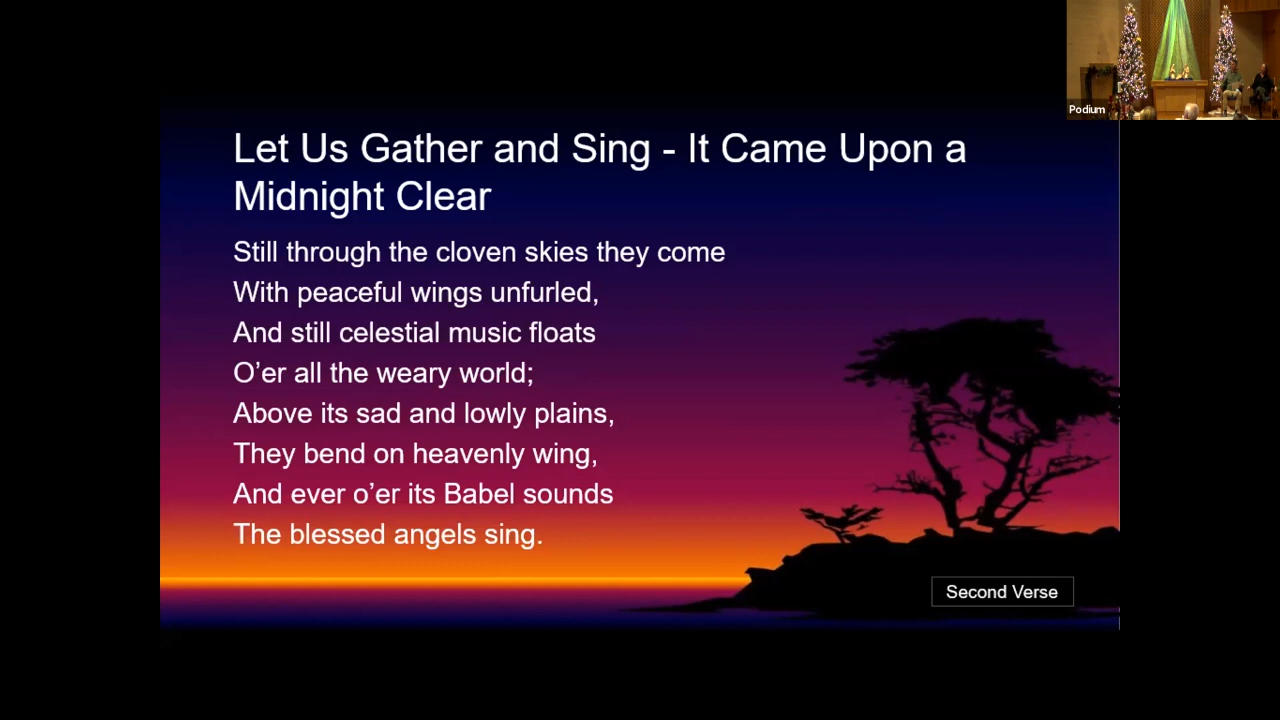 Podium
Let Us Gather and Sing - It Came Upon a
Midnight Clear
Still through the cloven skies they come
With peaceful wings unfurled,
And still celestial music floats
O’er all the weary world;
Above its sad and lowly plains,
They bend on heavenly wing,
And ever o’er its Babel sounds
The blessed angels sing.
Second Verse